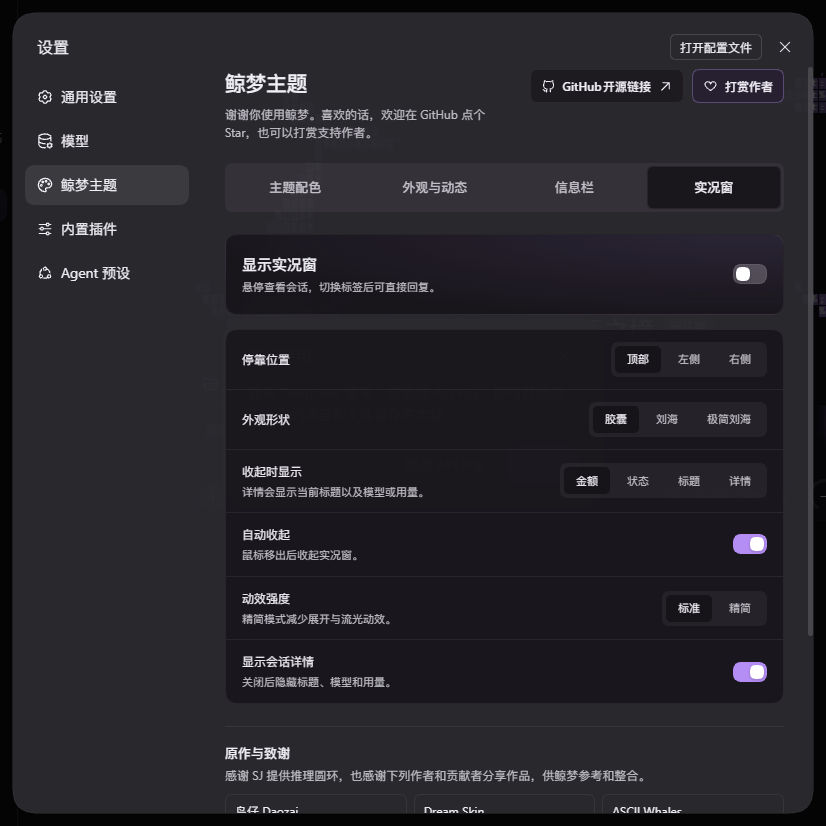 设置
打开配置文件
通用设置
模型
鲸梦主题
内置插件
Agent 预设
鲸梦主题
谢谢你使用鲸梦。喜欢的话，欢迎在 GitHub 点个
Star，也可以打赏支持作者。
GitHub开源链接
打赏作者
主题配色
外观与动态
信息栏
实况窗
显示实况窗
悬停查看会话，切换标签后可直接回复。
停靠位置
顶部
左侧
右侧
外观形状
胶囊
刘海
极简刘海
收起时显示
详情会显示当前标题以及模型或用量。
金额
状态
标题
详情
自动收起
鼠标移出后收起实况窗。
动效强度
精简模式减少展开与流光动效。
标准
精简
显示会话详情
关闭后隐藏标题、模型和用量。
原作与致谢
感谢 SJ 提供推理圆环，也感谢下列作者和贡献者分享作品，供鲸梦参考和整合。
岛仔 Daozai
Dream Skin
ASCII Whales